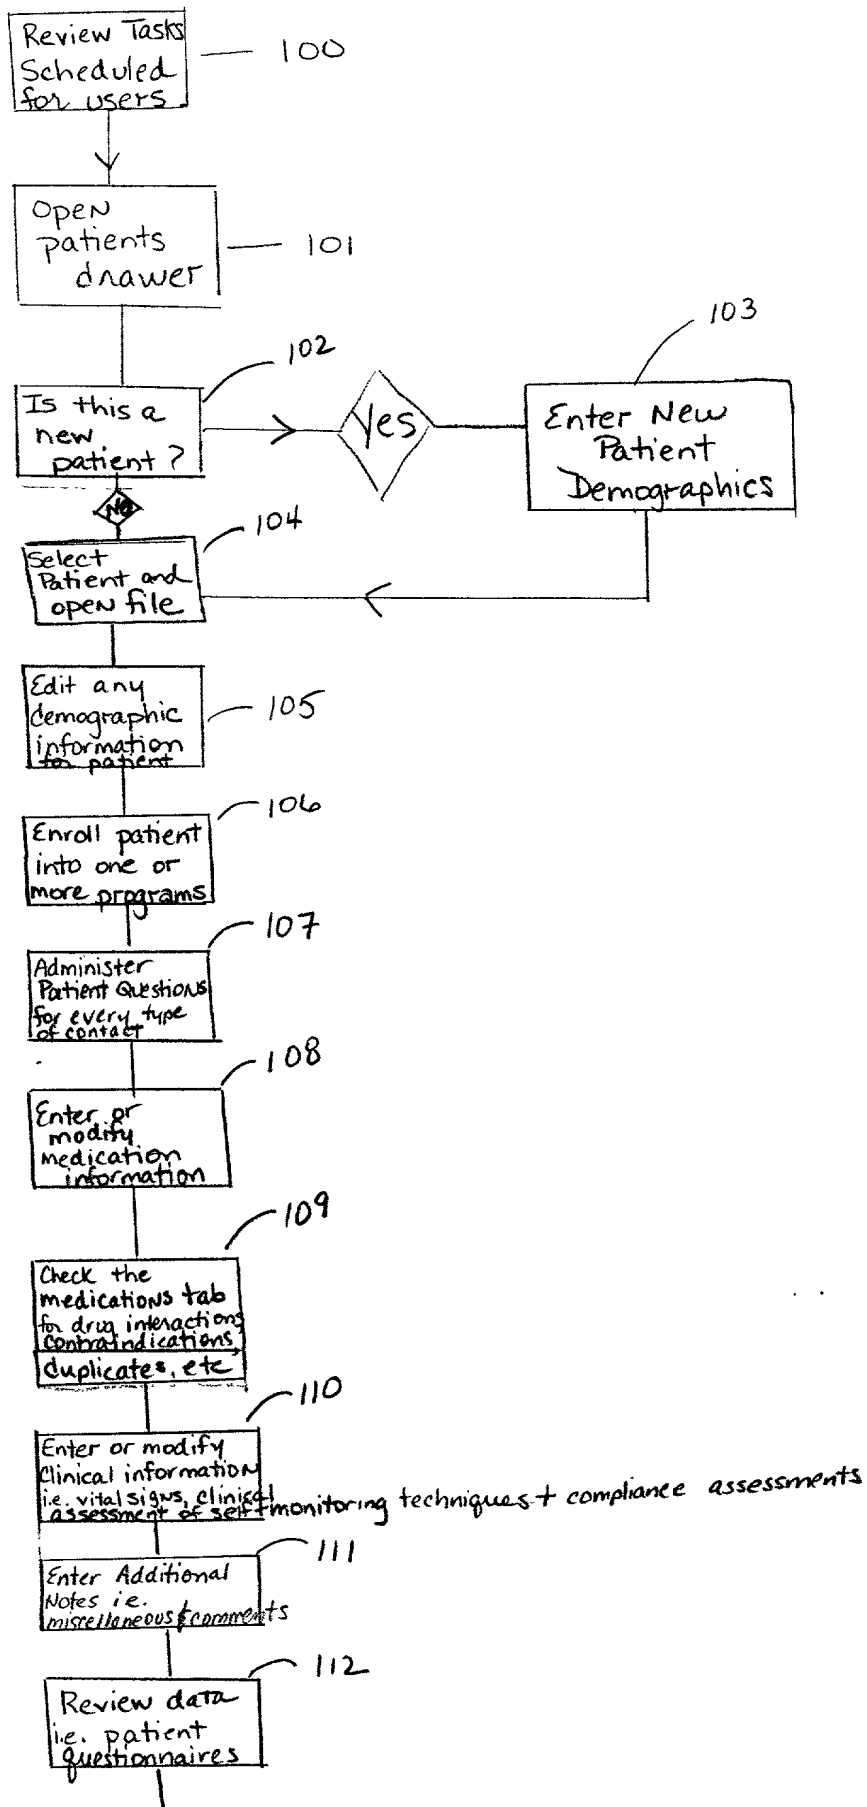 Review Tasks
Scheduled
for users
100
Open
patients
drawer
101
102
Is this a
new
patient?
Yes
103
Enter New
Patient
Demographics
No
104
Select
Patient and
open file
Edit any
demographic
information
for patient
105
106
Enroll patient
into one or
more programs
107
Administer
Patient Questions
for every type
of contact
108
Enter or
modify
medication
information
109
Check the
medications tab
for drug interactions,
contraindications,
duplicates, etc
110
Enter or modify
Clinical information
i.e. vital signs, clinical
assessment of self-monitoring techniques + compliance assessments
111
Enter Additional
Notes i.e.
miscellaneous & comments
112
Review data
i.e. patient
questionnaires